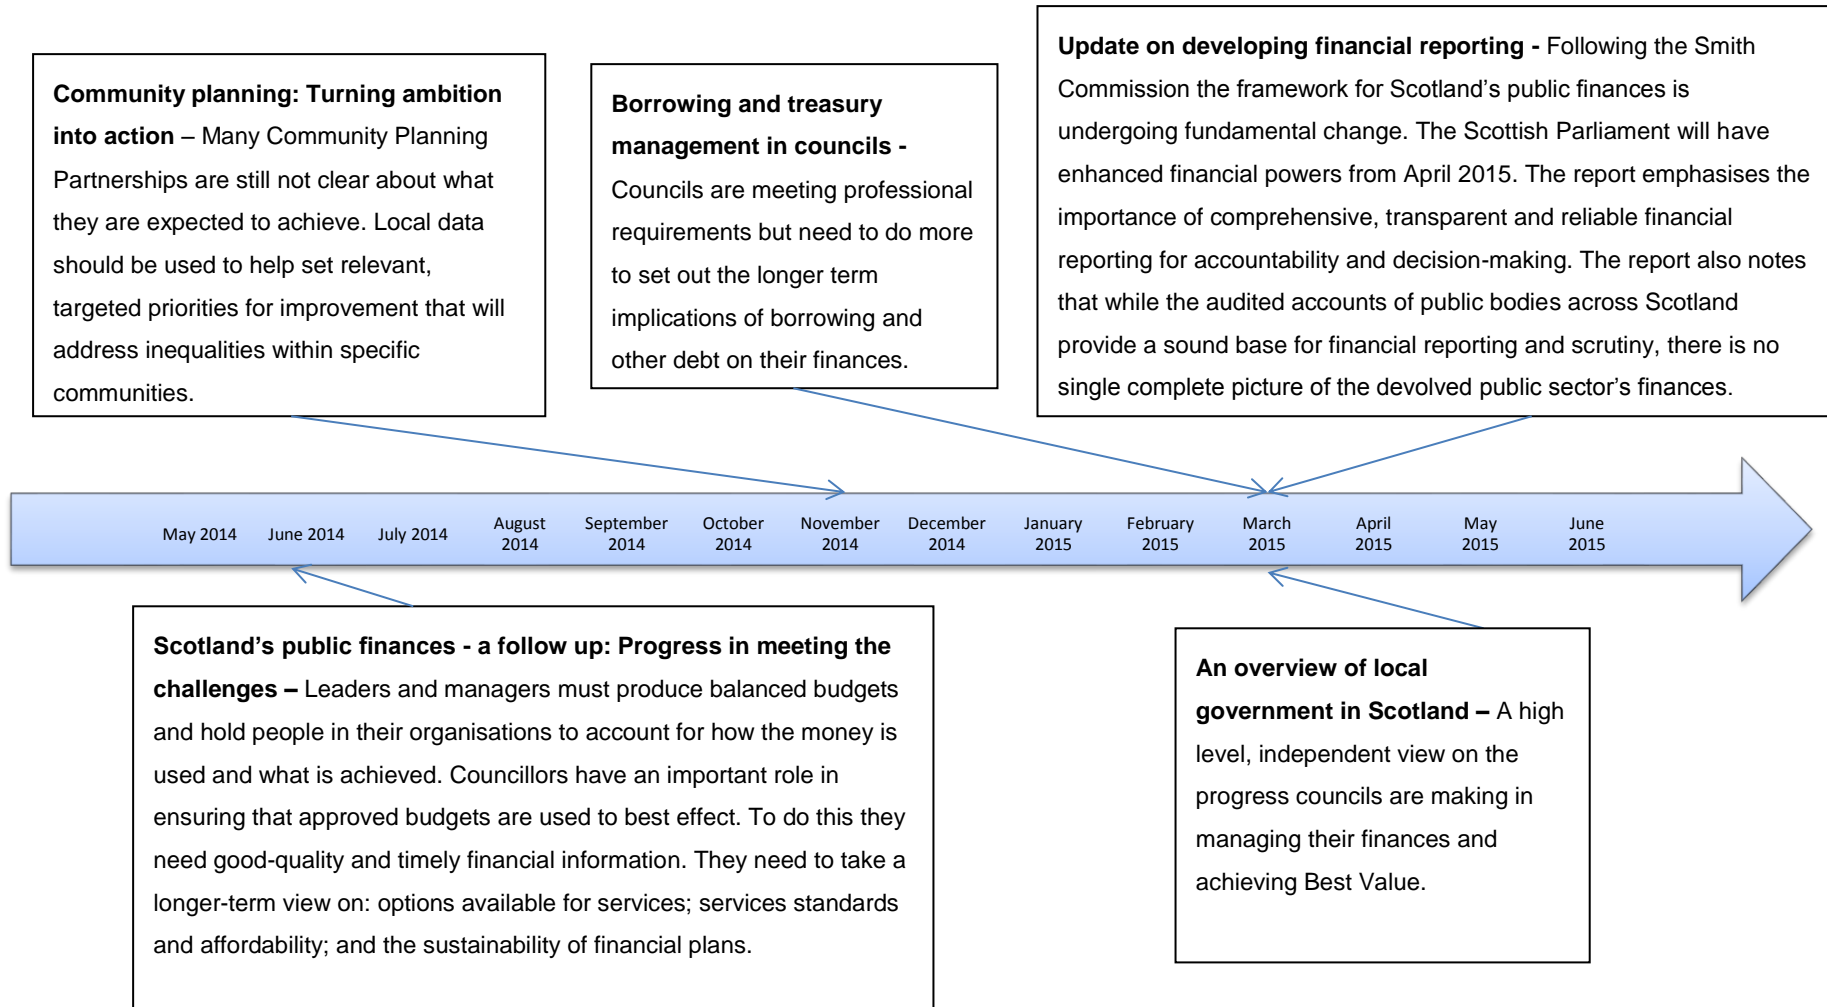 Community planning: Turning ambition
into action – Many Community Planning
Partnerships are still not clear about what
they are expected to achieve. Local data
should be used to help set relevant,
targeted priorities for improvement that will
address inequalities within specific
communities.
Borrowing and treasury
management in councils -
Councils are meeting professional
requirements but need to do more
to set out the longer term
implications of borrowing and
other debt on their finances.
Update on developing financial reporting - Following the Smith
Commission the framework for Scotland’s public finances is
undergoing fundamental change. The Scottish Parliament will have
enhanced financial powers from April 2015. The report emphasises the
importance of comprehensive, transparent and reliable financial
reporting for accountability and decision-making. The report also notes
that while the audited accounts of public bodies across Scotland
provide a sound base for financial reporting and scrutiny, there is no
single complete picture of the devolved public sector’s finances.
May 2014
June 2014
July 2014
August
2014
September
2014
October
2014
November
2014
December
2014
January
2015
February
2015
March
2015
April
2015
May
2015
June
2015
Scotland’s public finances - a follow up: Progress in meeting the
challenges – Leaders and managers must produce balanced budgets
and hold people in their organisations to account for how the money is
used and what is achieved. Councillors have an important role in
ensuring that approved budgets are used to best effect. To do this they
need good-quality and timely financial information. They need to take a
longer-term view on: options available for services; services standards
and affordability; and the sustainability of financial plans.
An overview of local
government in Scotland – A high
level, independent view on the
progress councils are making in
managing their finances and
achieving Best Value.